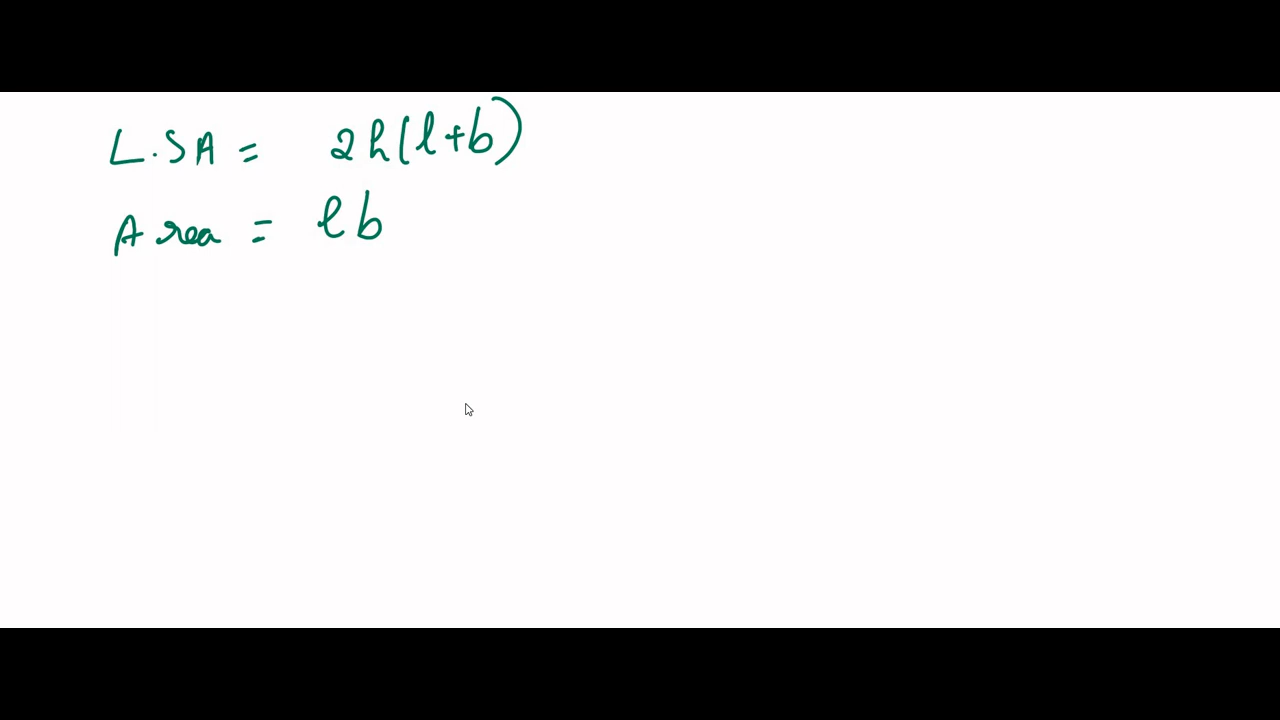 L.SA = 2h(l+b)
Area = lb